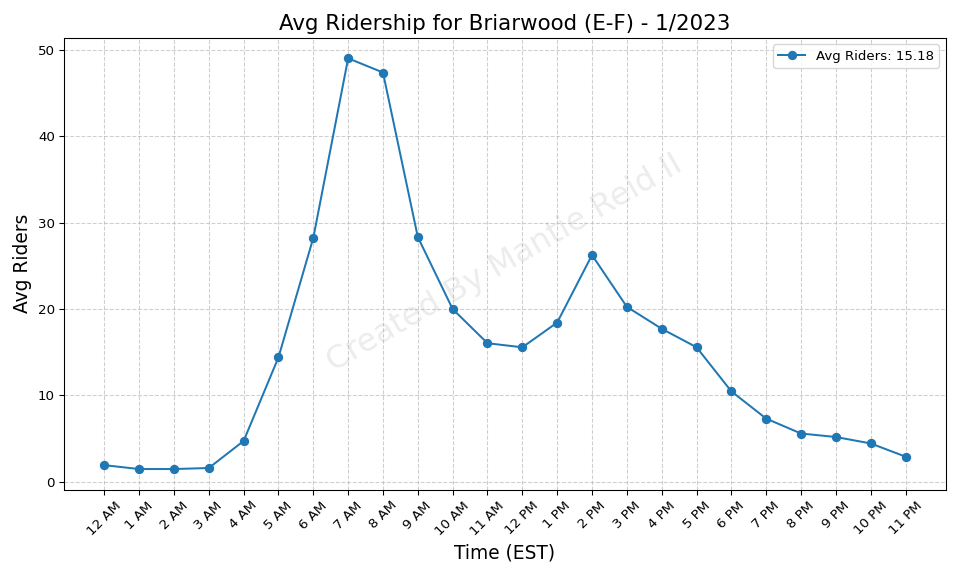 Avg Ridership for Briarwood (E-F) - 1/2023
Avg Riders: 15.18
Avg Riders
50
40
30
20
10
0
Created By Mantle Reid II
12 AM
1 AM
2 AM
3 AM
4 AM
5 AM
6 AM
7 AM
8 AM
9 AM
10 AM
11 AM
12 PM
1 PM
2 PM
3 PM
4 PM
5 PM
6 PM
7 PM
8 PM
9 PM
10 PM
11 PM
Time (EST)